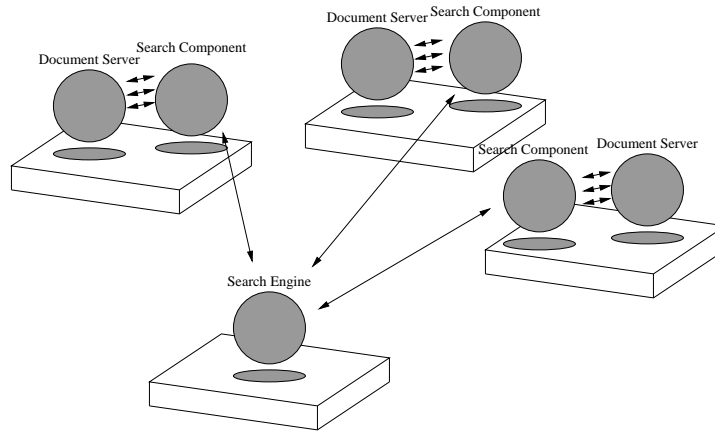 Document Server
Search Component
Document Server
Search Component
Search Component
Document Server
Search Engine